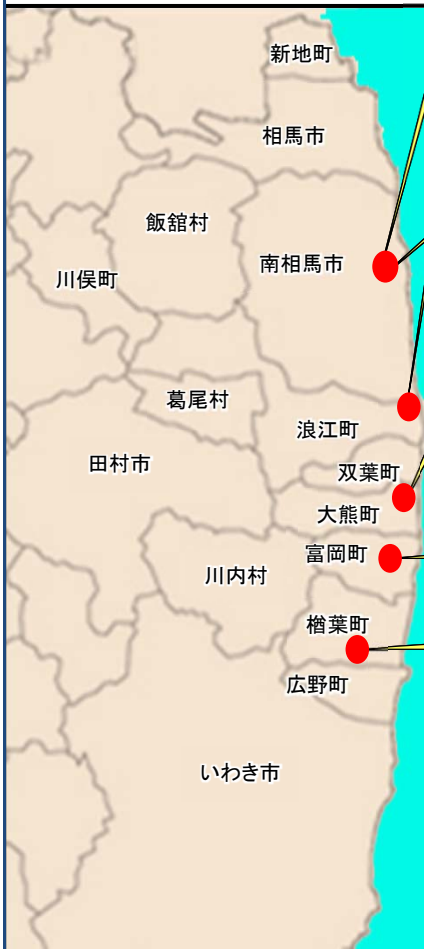 新地町
相馬市
飯舘村
南相馬市
川俣町
葛尾村
浪江町
田村市
双葉町
大熊町
富岡町
川内村
楢葉町
広野町
いわき市